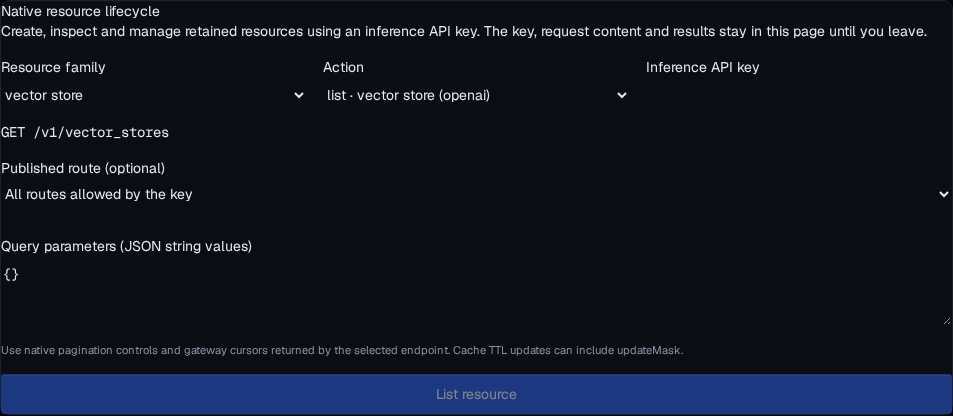 Native resource lifecycle
Create, inspect and manage retained resources using an inference API key. The key, request content and results stay in this page until you leave.
Resource family
Action
Inference API key
vector store
list · vector store (openai)
GET /v1/vector_stores
Published route (optional)
All routes allowed by the key
Query parameters (JSON string values)
{}
Use native pagination controls and gateway cursors returned by the selected endpoint. Cache TTL updates can include updateMask.
List resource